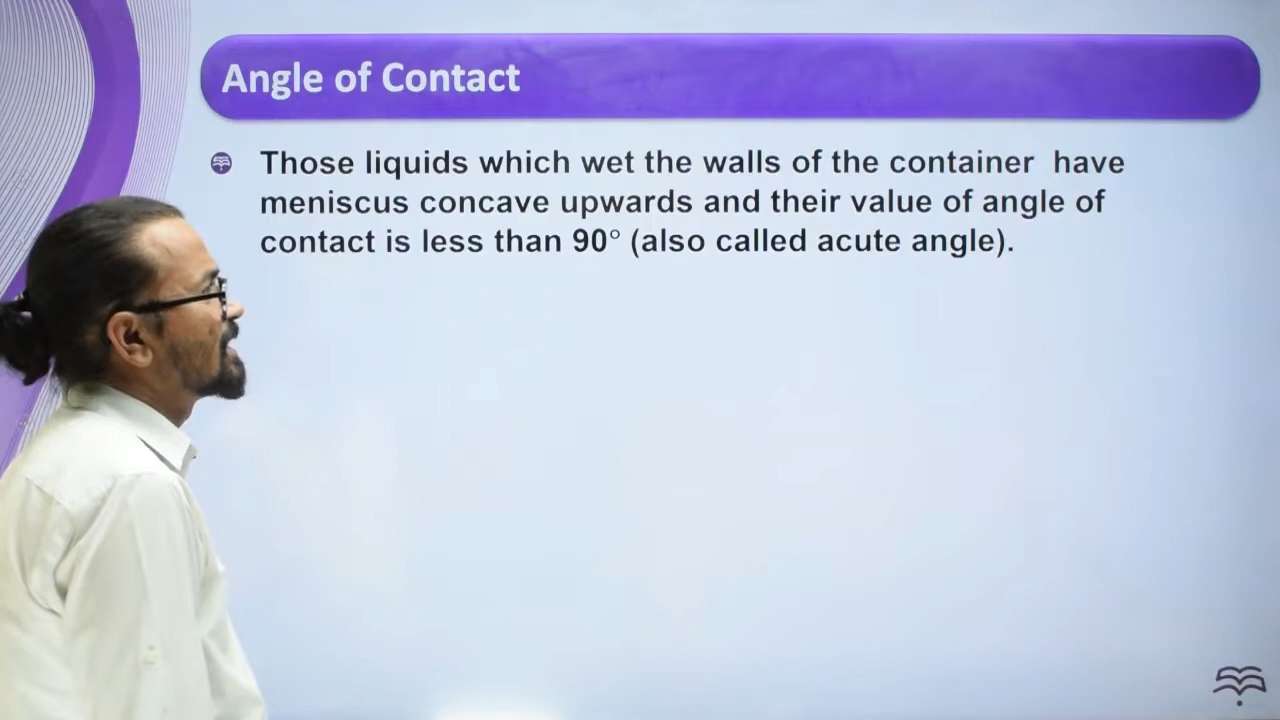 Angle of Contact
Those liquids which wet the walls of the container have
meniscus concave upwards and their value of angle of
contact is less than 90° (also called acute angle).